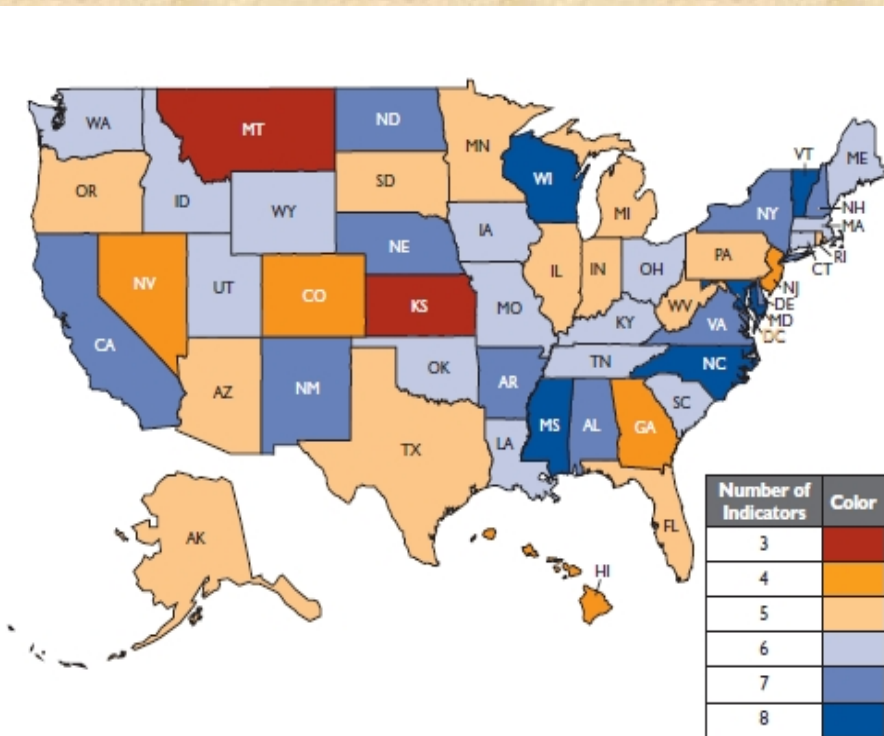 WA
MT
ND
MN
VT
ME
OR
ID
SD
WI
WY
MI
NY
NH
MA
IA
NE
PA
RI
CT
NV
UT
CO
IL
IN
OH
NJ
DE
MD
DC
KS
MO
WV
VA
KY
CA
OK
TN
NC
AZ
NM
AR
SC
MS
AL
GA
TX
LA
FL
AK
HI
Number of Indicators Color
3
4
5
6
7
8